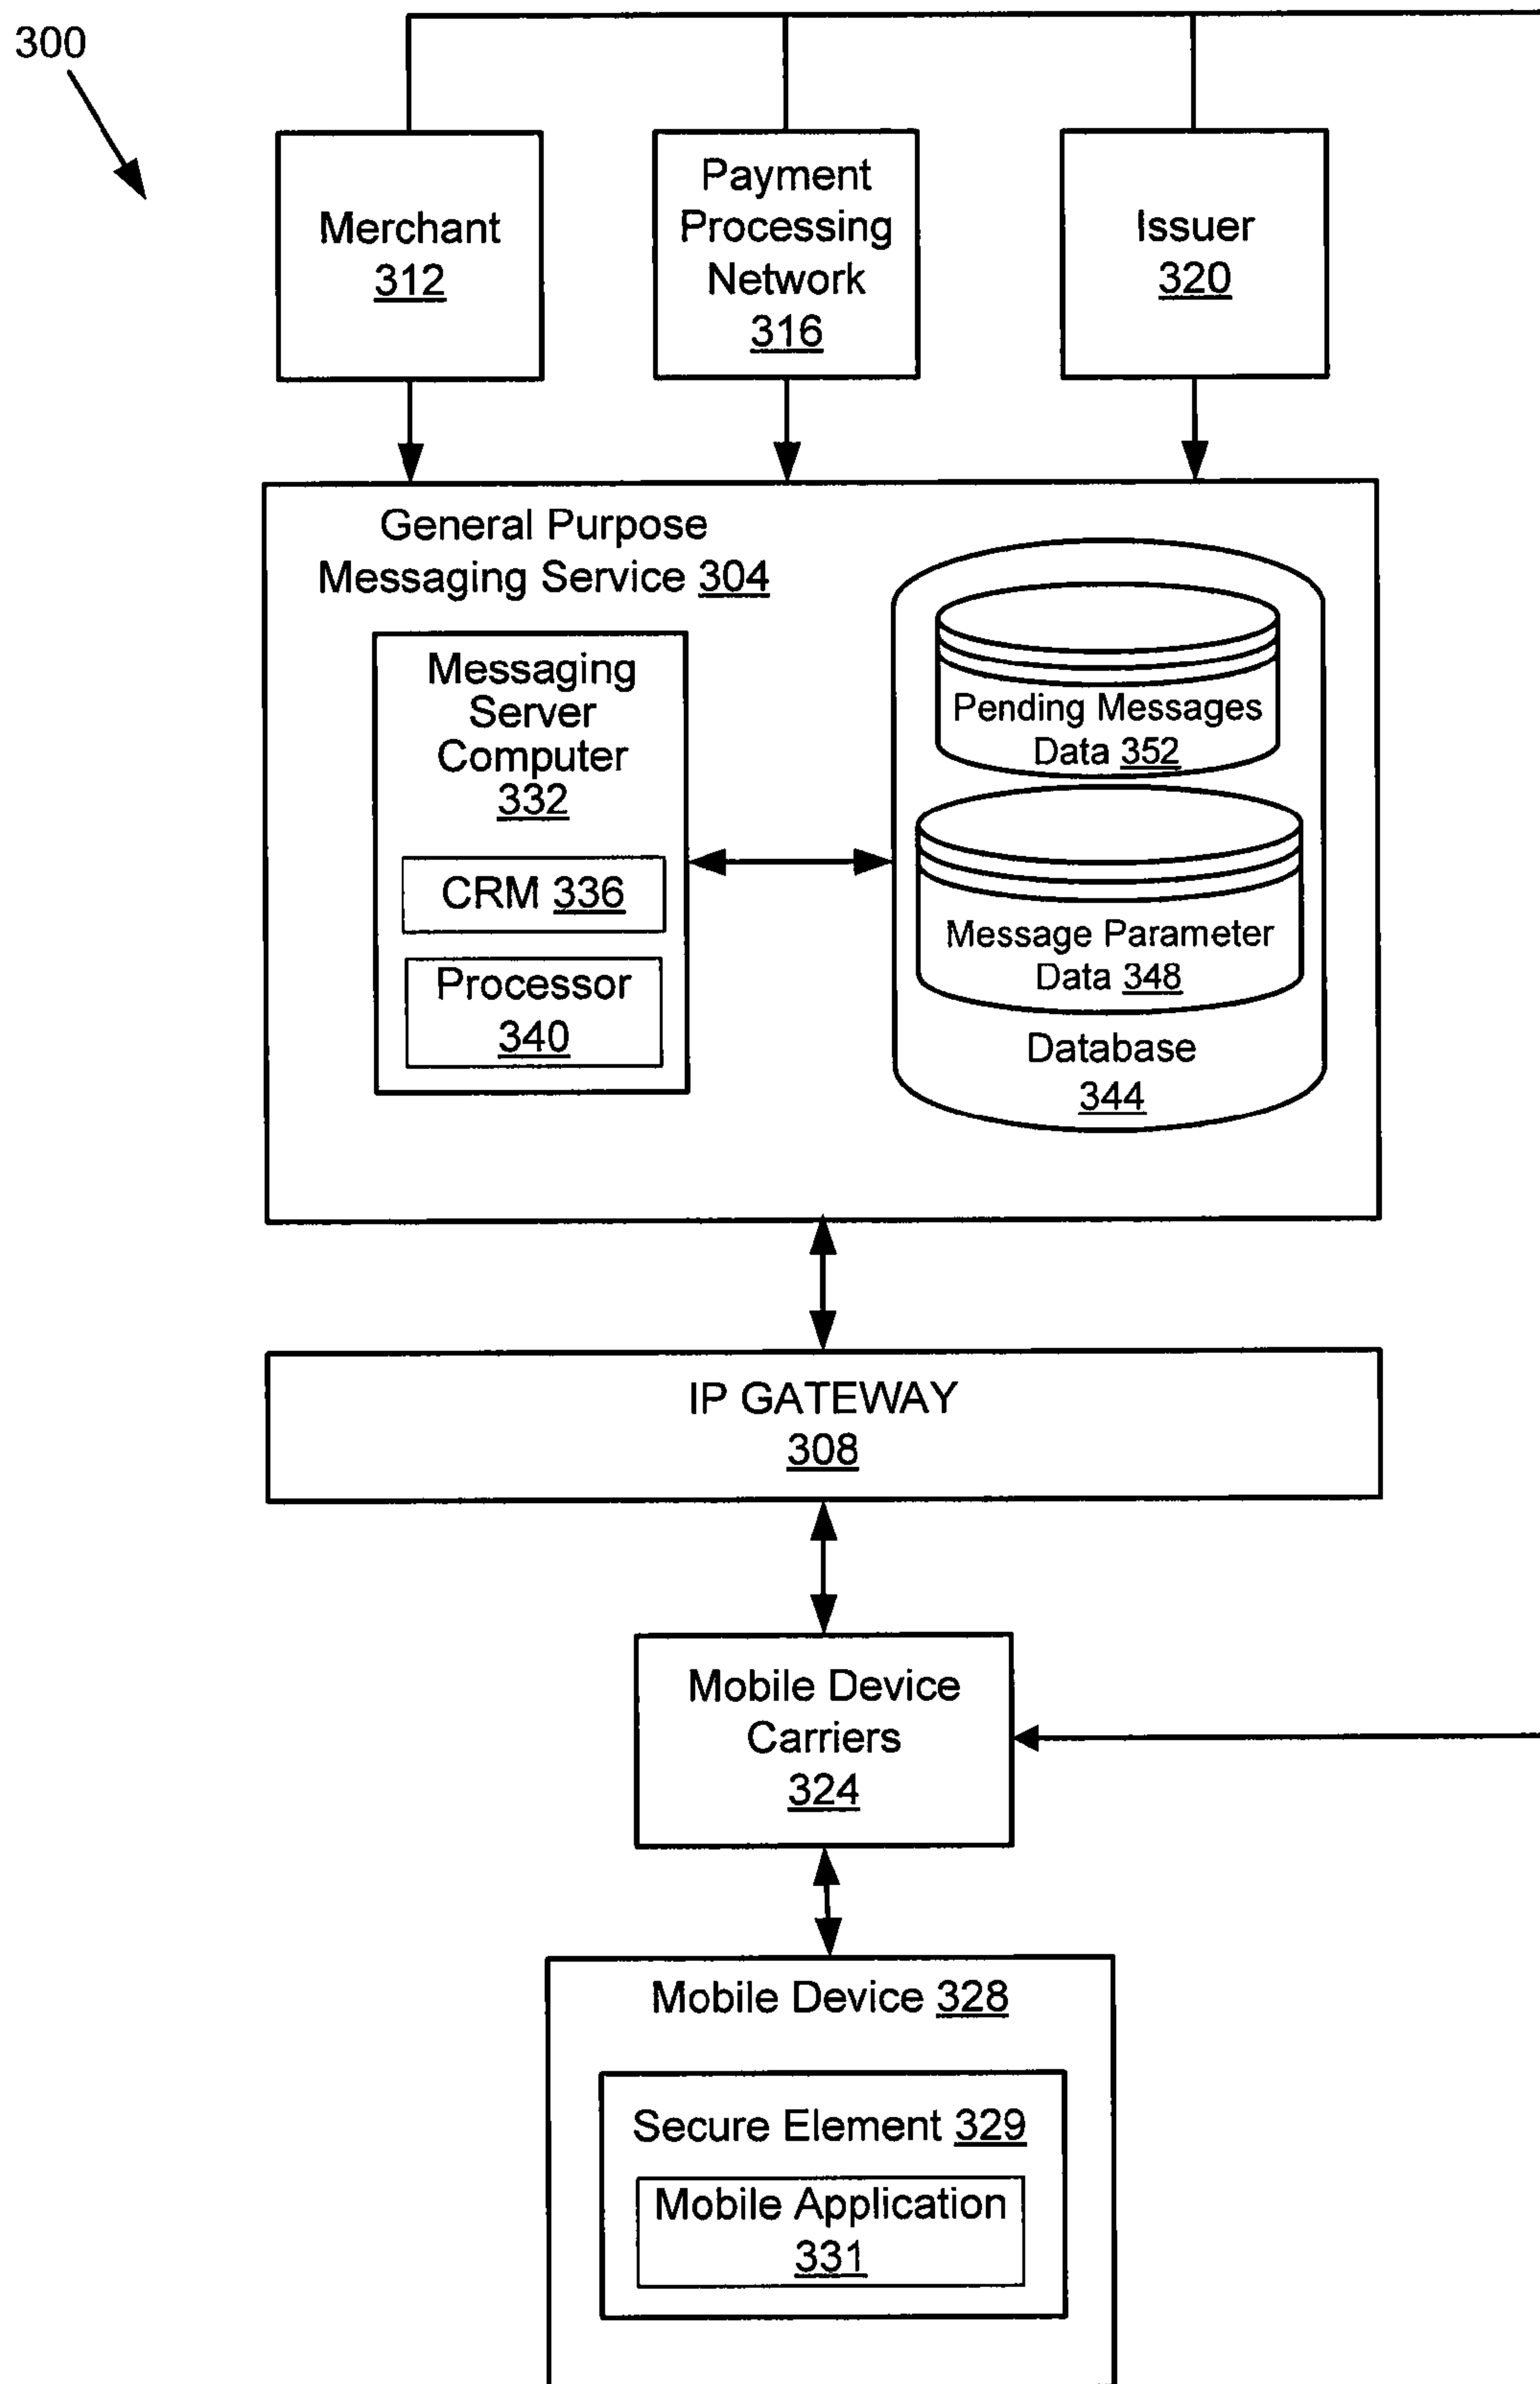 300
Merchant
312
Payment
Processing
Network
316
Issuer
320
General Purpose
Messaging Service 304
Messaging
Server
Computer
332
CRM 336
Processor
340
Pending Messages
Data 352
Message Parameter
Data 348
Database
344
IP GATEWAY
308
Mobile Device
Carriers
324
Mobile Device 328
Secure Element 329
Mobile Application
331